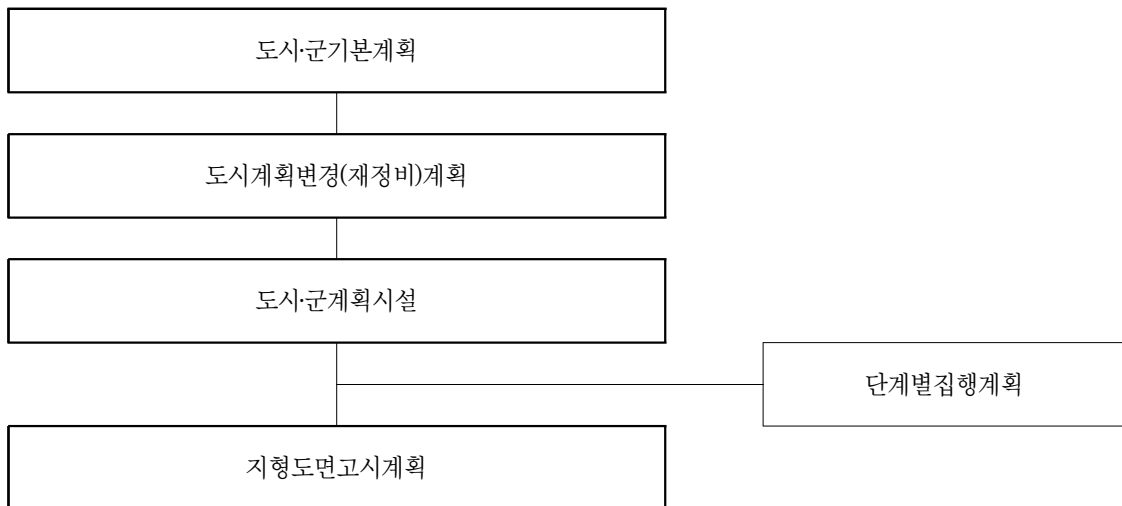 도시·군기본계획
도시계획변경(재정비)계획
도시·군계획시설
단계별집행계획
지형도면고시계획